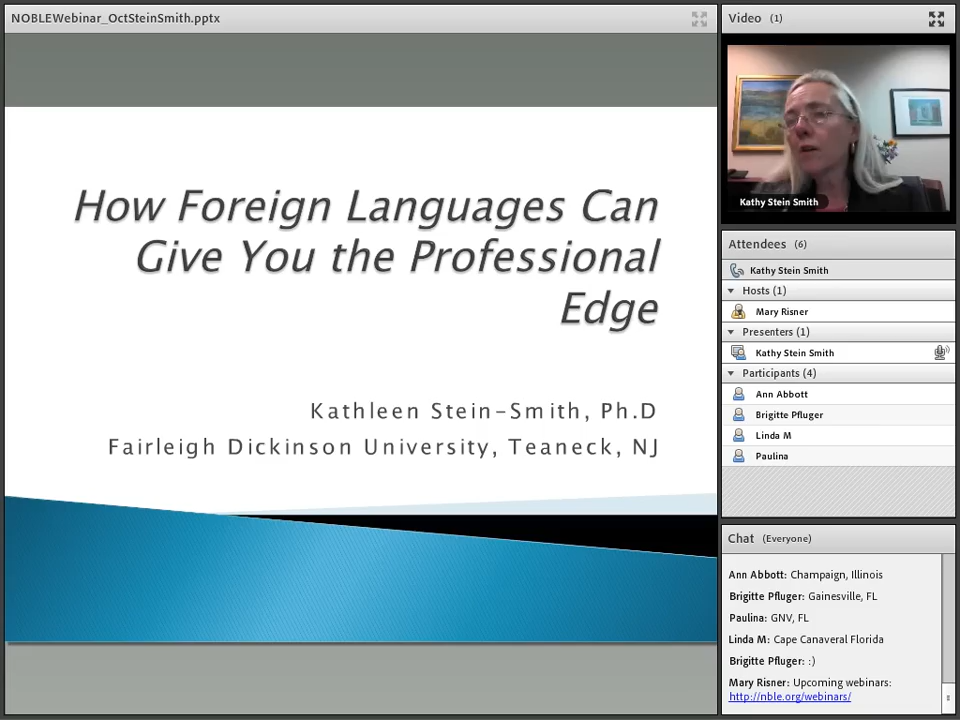 NOBLEWebinar_OctSteinSmith.pptx
How Foreign Languages Can
Give You the Professional
Edge
Kathleen Stein-Smith, Ph.D
Fairleigh Dickinson University, Teaneck, NJ
Video (1)
Kathy Stein Smith
Attendees (6)
Kathy Stein Smith
Hosts (1)
Mary Risner
Presenters (1)
Kathy Stein Smith
Participants (4)
Ann Abbott
Brigitte Pfluger
Linda M
Paulina
Chat (Everyone)
Ann Abbott: Champaign, Illinois
Brigitte Pfluger: Gainesville, FL
Paulina: GNV, FL
Linda M: Cape Canaveral Florida
Brigitte Pfluger: :)
Mary Risner: Upcoming webinars:
http://nble.org/webinars/